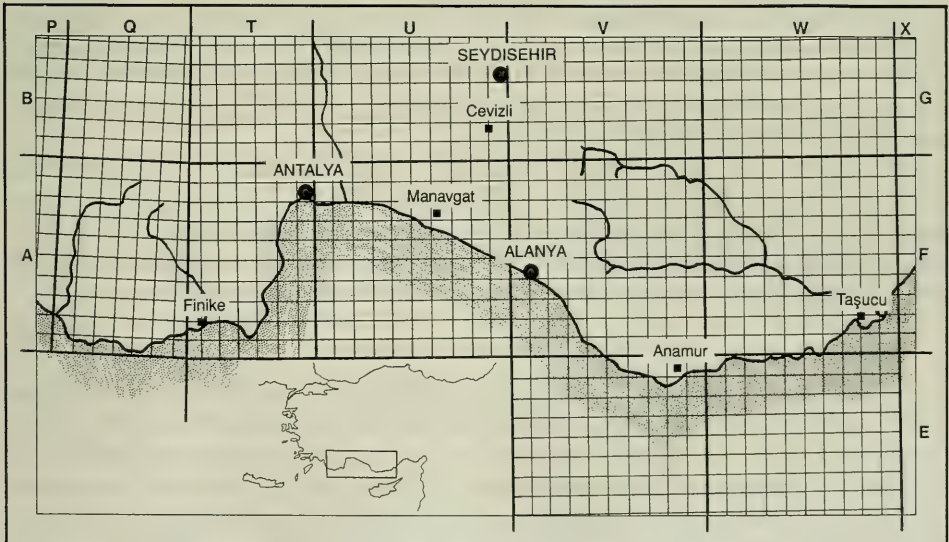 P Q T U V W X
SEYDISEHIR
B G
Cevizli
ANTALYA
Manavgat
ALANYA
A F
Finike
Taşucu
Anamur
E